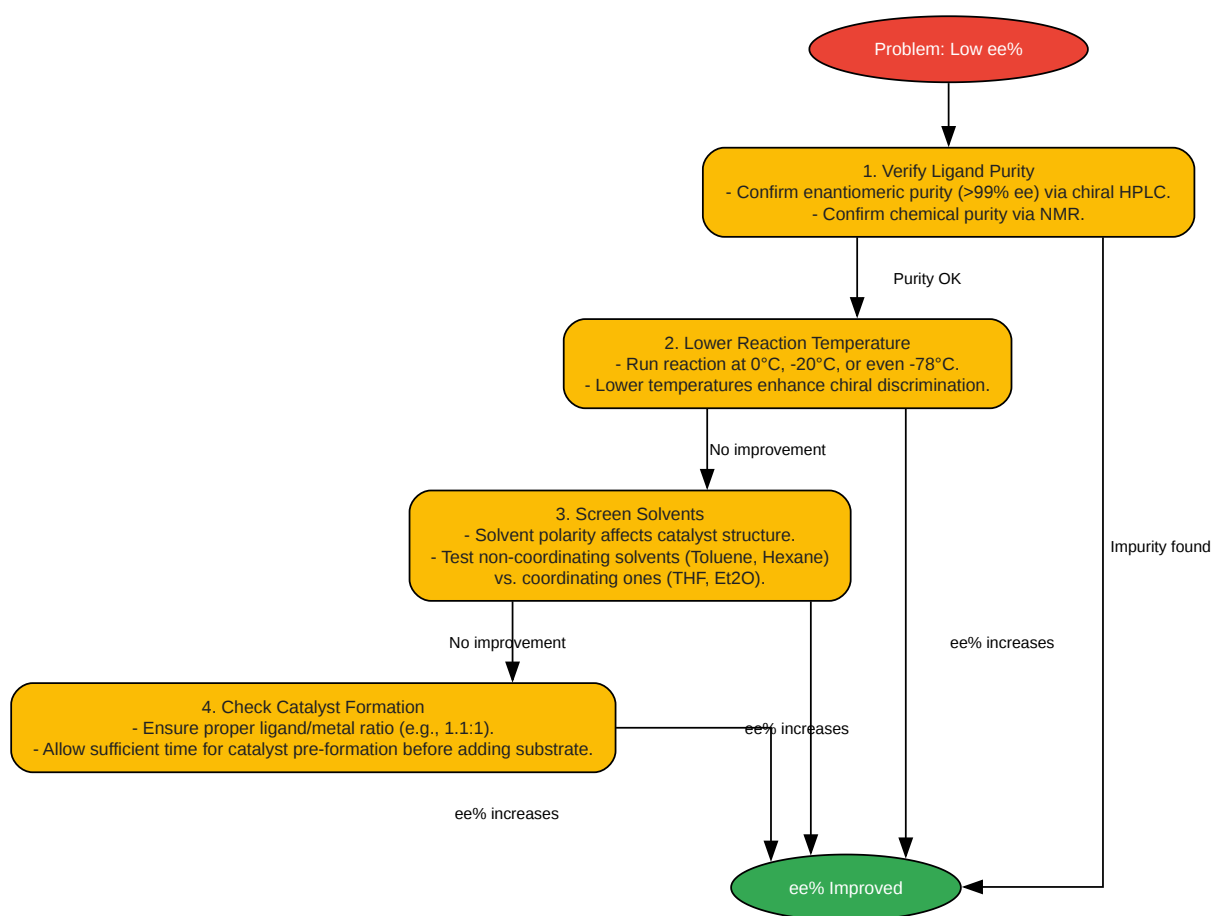 Problem: Low ee%
1. Verify Ligand Purity
- Confirm enantiomeric purity (>99% ee) via chiral HPLC.
- Confirm chemical purity via NMR.
Purity OK
2. Lower Reaction Temperature
- Run reaction at 0°C, -20°C, or even -78°C.
- Lower temperatures enhance chiral discrimination.
No improvement
3. Screen Solvents
- Solvent polarity affects catalyst structure.
- Test non-coordinating solvents (Toluene, Hexane)
vs. coordinating ones (THF, Et2O).
Impurity found
No improvement
ee% increases
4. Check Catalyst Formation
- Ensure proper ligand/metal ratio (e.g., 1.1:1).
- Allow sufficient time for catalyst pre-formation before adding substrate.
ee% increases
ee% increases
ee% Improved